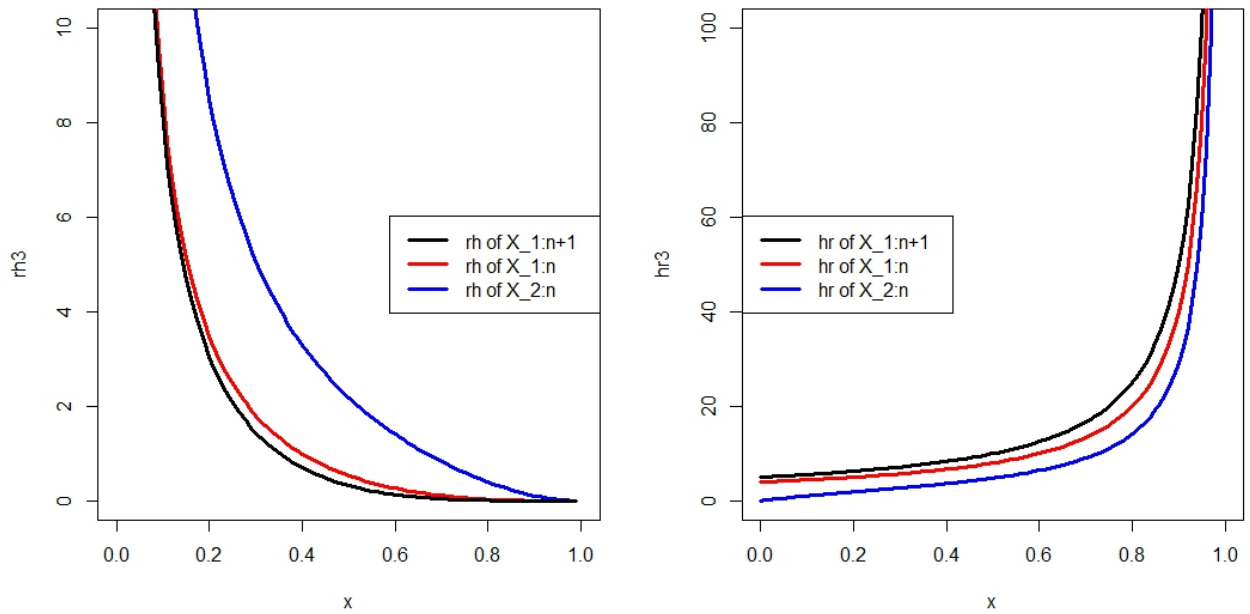 10
8
6
4
2
0
rh3
rh of X_1:n+1
rh of X_1:n
rh of X_2:n
0.0 0.2 0.4 0.6 0.8 1.0
x
100
80
60
40
20
0
hr3
hr of X_1:n+1
hr of X_1:n
hr of X_2:n
0.0 0.2 0.4 0.6 0.8 1.0
x